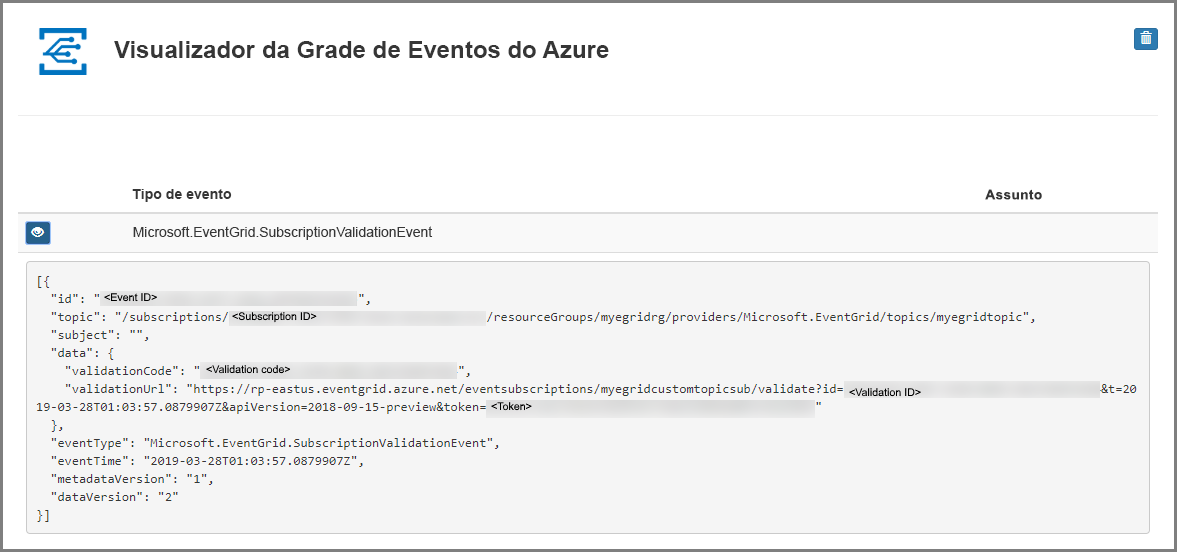 Visualizador da Grade de Eventos do Azure
Tipo de evento Assunto
Microsoft.EventGrid.SubscriptionValidationEvent
[{
"id": "<Event ID>",
"topic": "/subscriptions/<Subscription ID>/resourceGroups/myegridrg/providers/Microsoft.EventGrid/topics/myegridtopic",
"subject": "",
"data": {
"validationCode": "<Validation code>",
"validationUrl": "https://rp-eastus.eventgrid.azure.net/eventsubscriptions/myegridcustomtopicsub/validate?id=<Validation ID>&t=20
19-03-28T01:03:57.0879907Z&apiVersion=2018-09-15-preview&token=<Token>"
},
"eventType": "Microsoft.EventGrid.SubscriptionValidationEvent",
"eventTime": "2019-03-28T01:03:57.0879907Z",
"metadataVersion": "1",
"dataVersion": "2"
}]